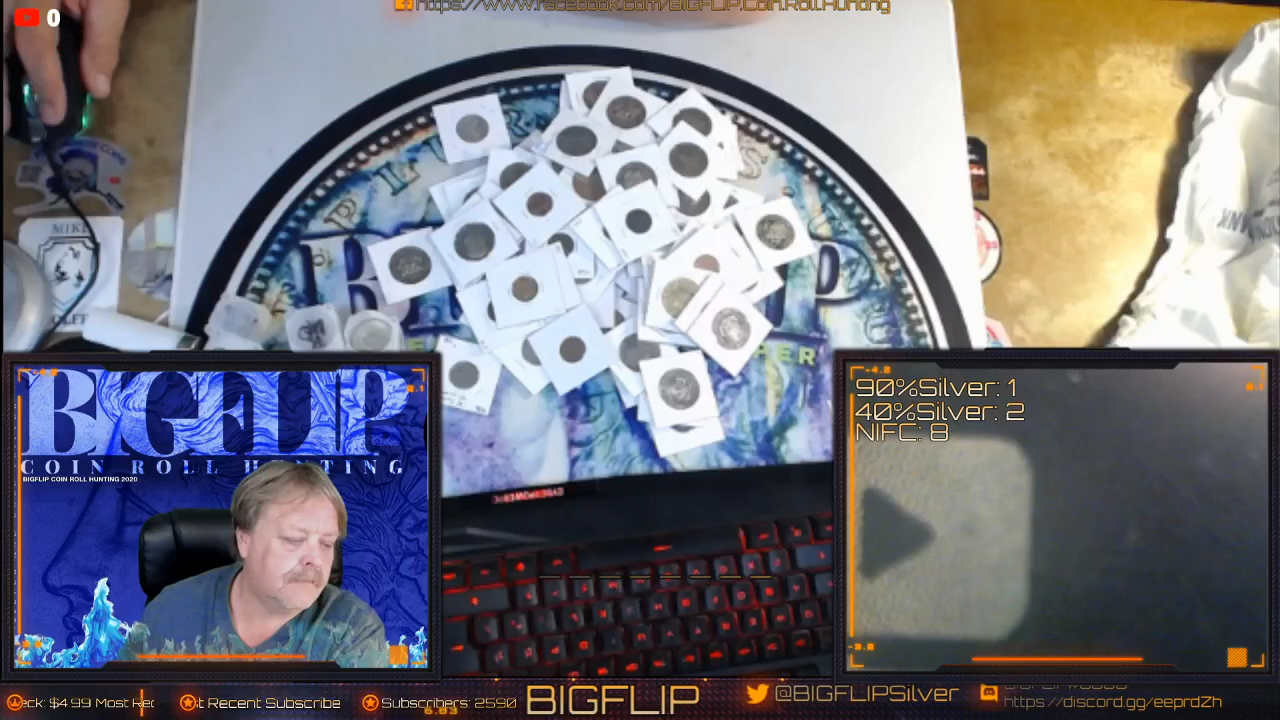 0
https://www.facebook.com/BIGFLIP.Coin.Roll.Hunting
MIKE
90%Silver: 1
40%Silver: 2
NIFC: 8
BIGFLIP
COIN ROLL HUNTING
BIGFLIP COIN ROLL HUNTING 2020
eck: $4.99 Most Rec
t Recent Subscribe
Subscribers: 2590
BIGFLIP
@BIGFLIPSilver
https://discord.gg/eeprdZh